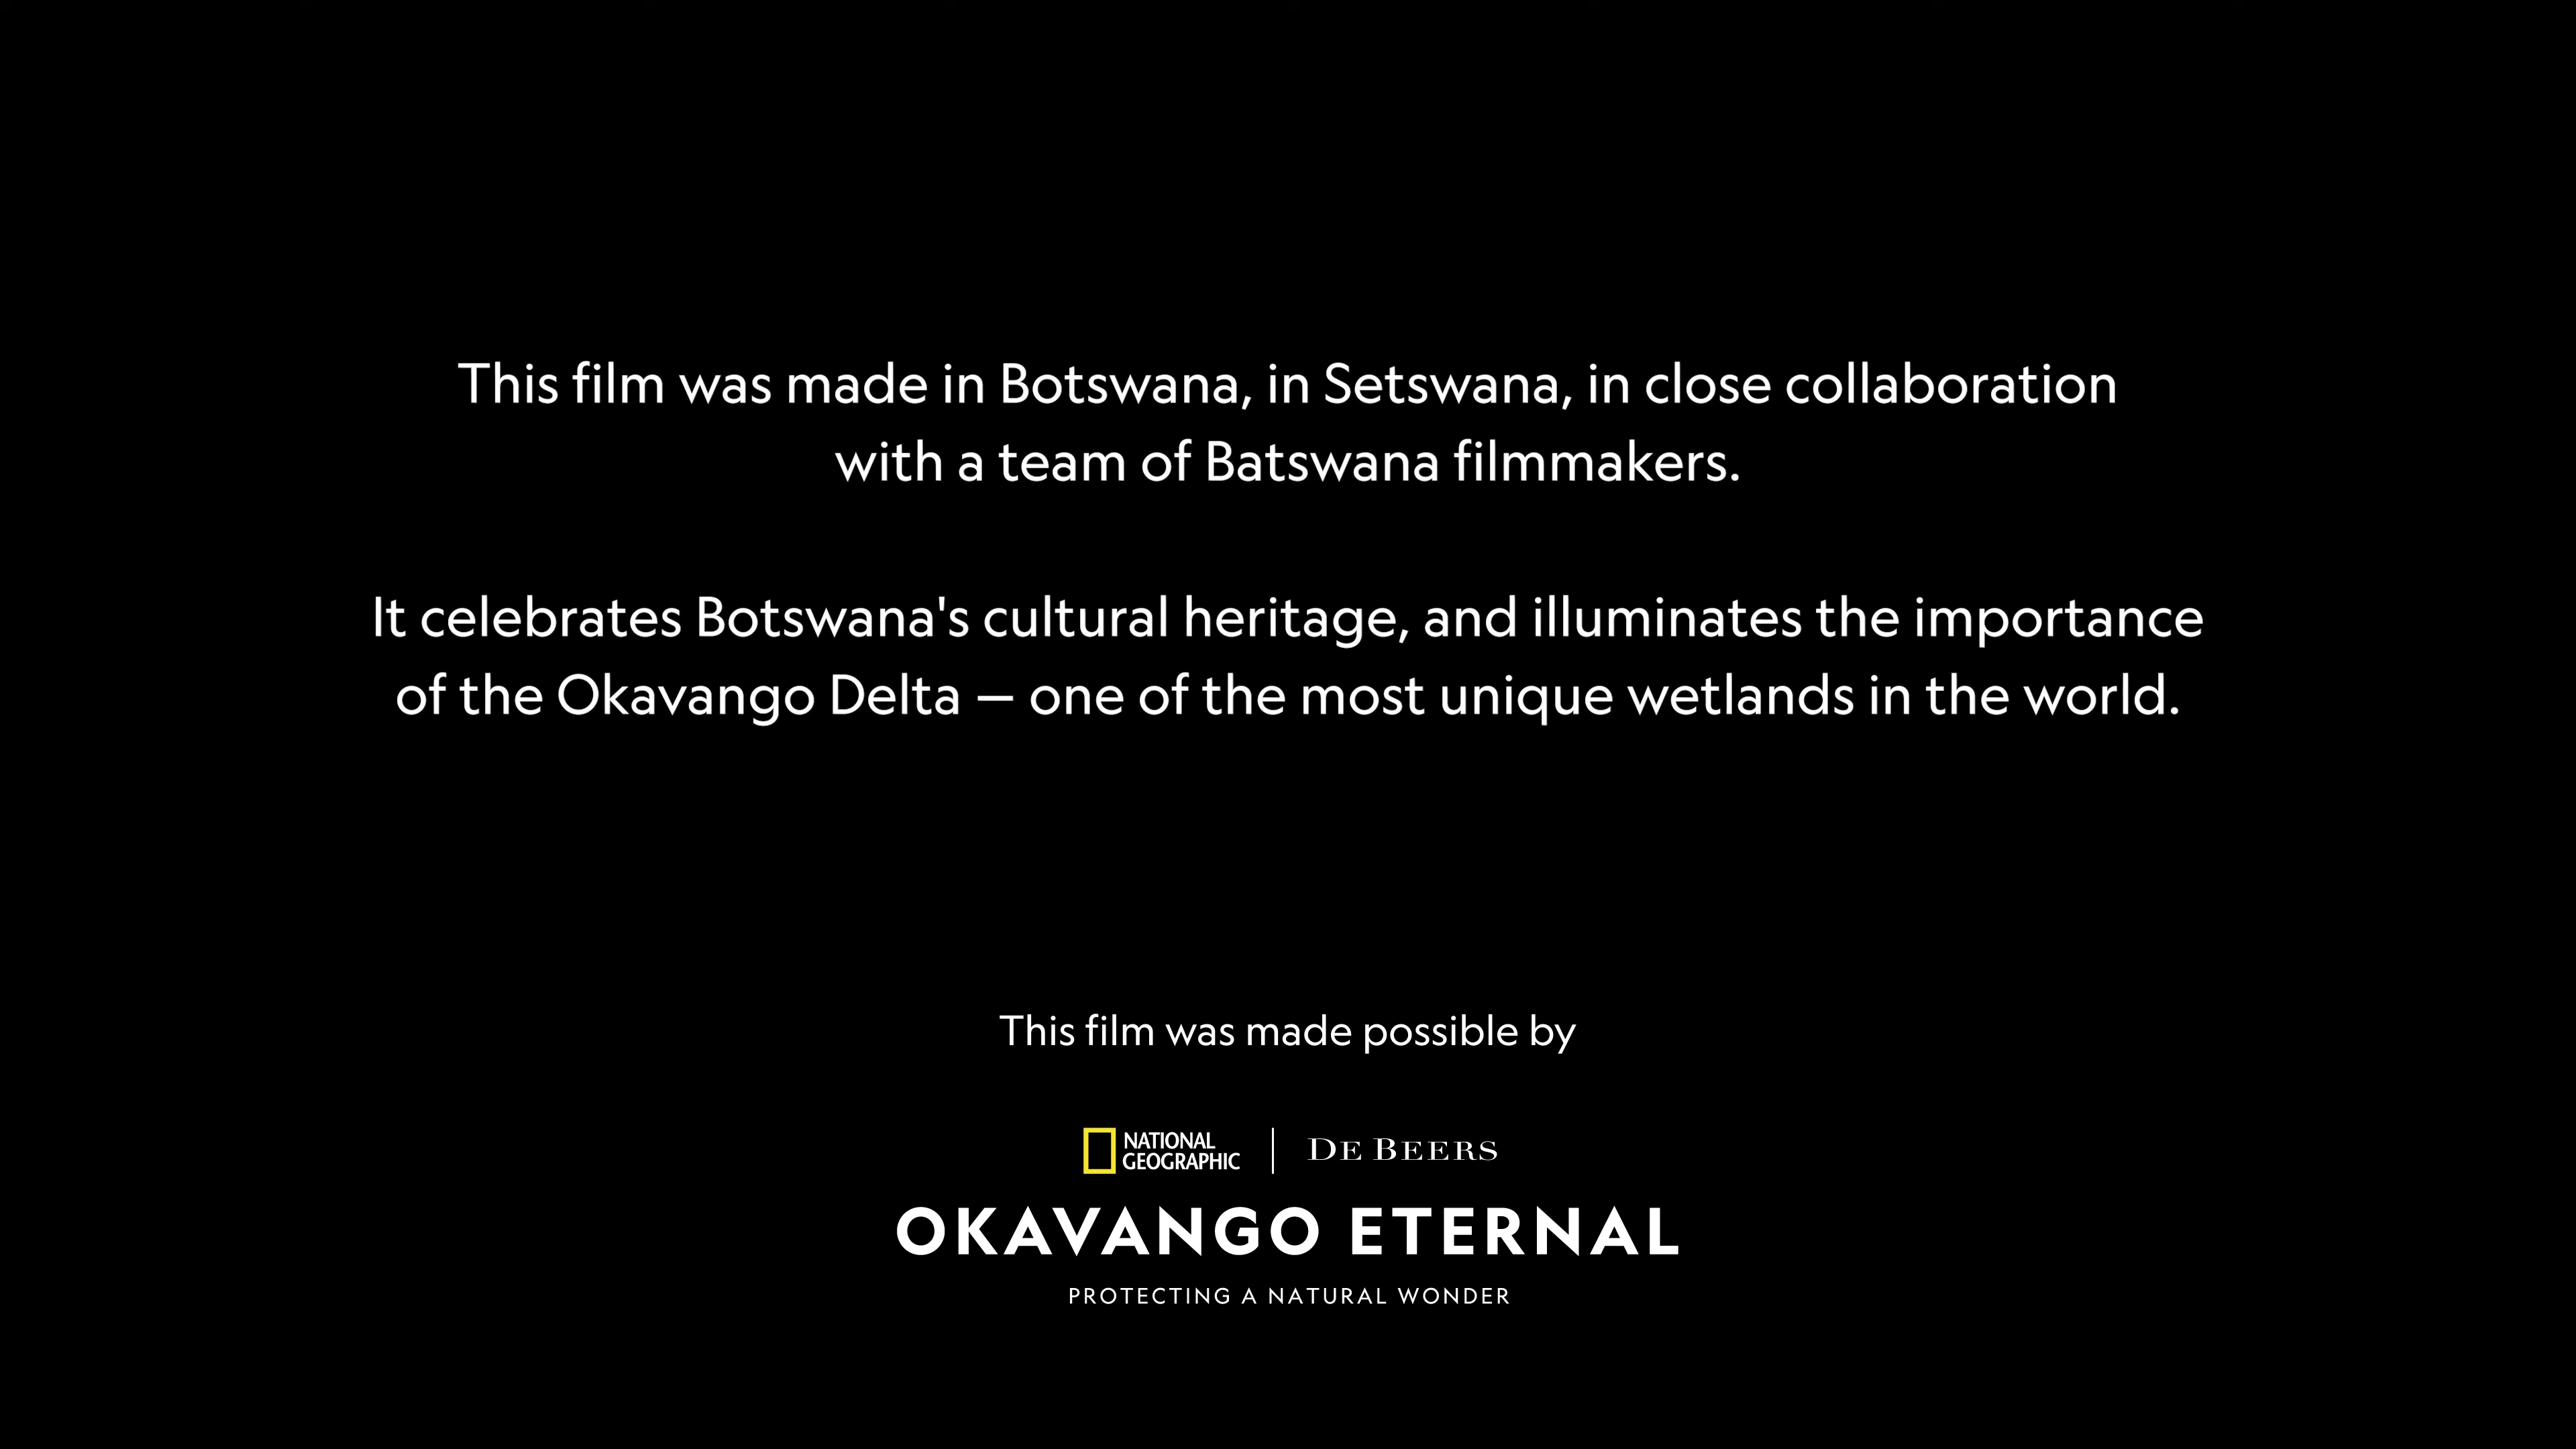 This film was made in Botswana, in Setswana, in close collaboration
with a team of Batswana filmmakers.
It celebrates Botswana's cultural heritage, and illuminates the importance
of the Okavango Delta — one of the most unique wetlands in the world.
This film was made possible by
NATIONAL
GEOGRAPHIC
DE BEERS
OKAVANGO ETERNAL
PROTECTING A NATURAL WONDER